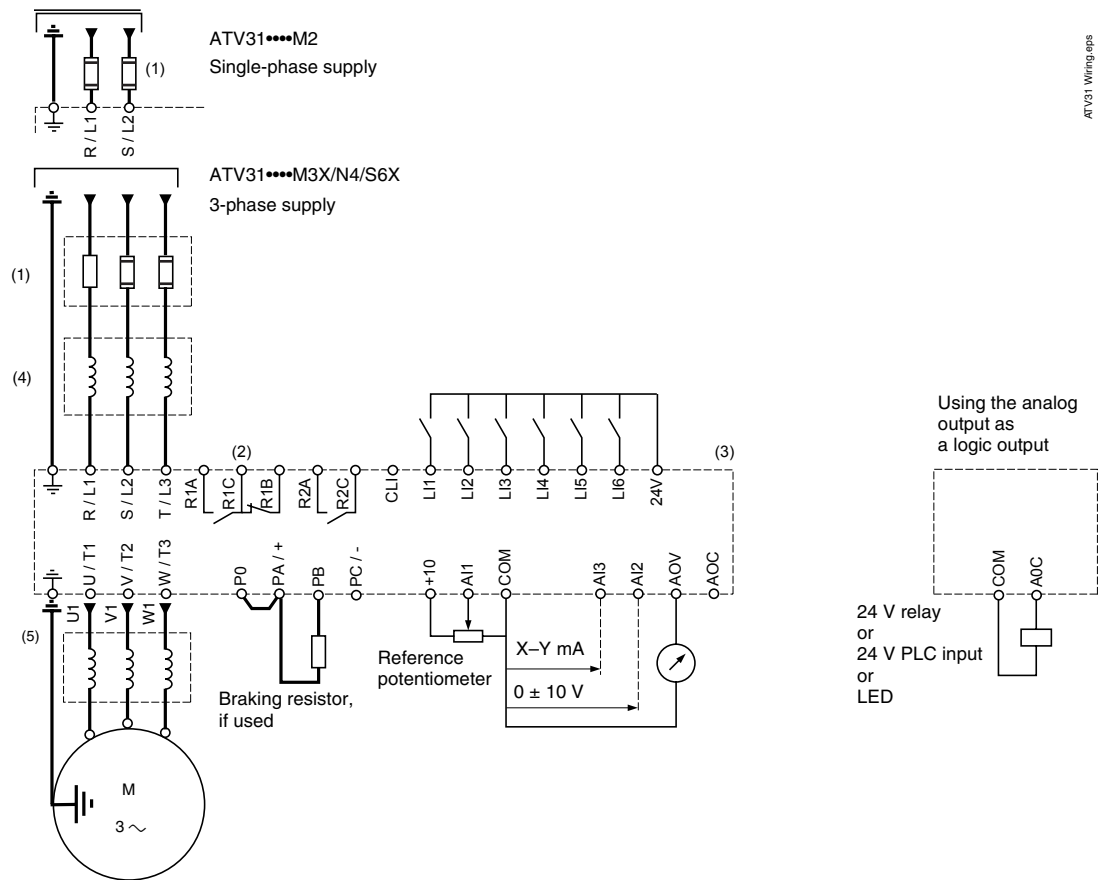 ATV31••••M2
Single-phase supply
(1)
R / L1
S / L2
ATV31 Wiring.eps
ATV31••••M3X/N4/S6X
3-phase supply
(1)
(4)
Using the analog
output as
a logic output
(2)
(3)
R / L1
S / L2
T / L3
R1A
R1C
R1B
R2A
R2C
CLI
LI1
LI2
LI3
LI4
LI5
LI6
24V
U / T1
V / T2
W / T3
P0
PA / +
PB
PC / -
+10
AI1
COM
AI3
AI2
AOV
AOC
COM
A0C
(5)
U1
V1
W1
Braking resistor,
if used
Reference
potentiometer
X–Y mA
0 ± 10 V
24 V relay
or
24 V PLC input
or
LED
M
3 ~